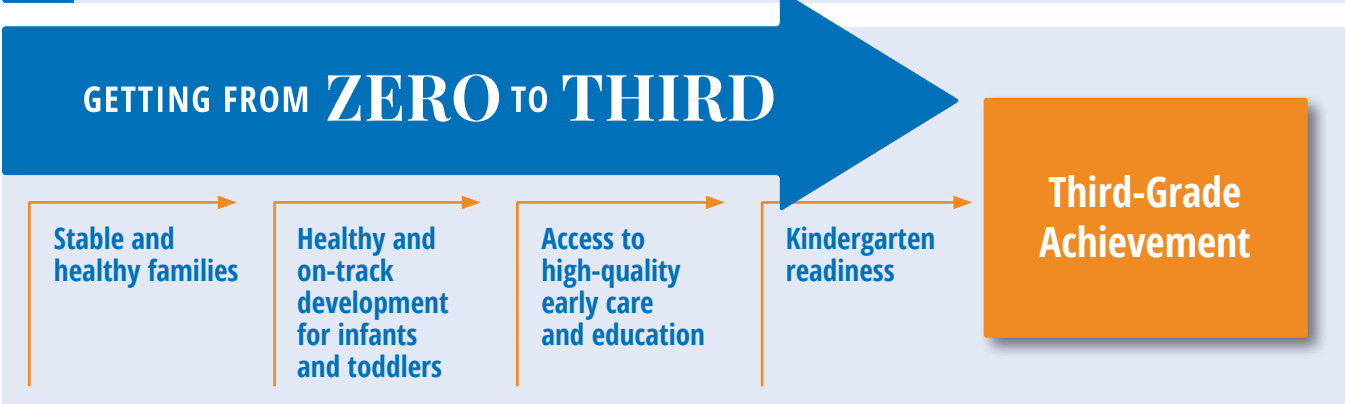 GETTING FROM ZERO TO THIRD
Stable and
healthy families
Healthy and
on-track
development
for infants
and toddlers
Access to
high-quality
early care
and education
Kindergarten
readiness
Third-Grade
Achievement